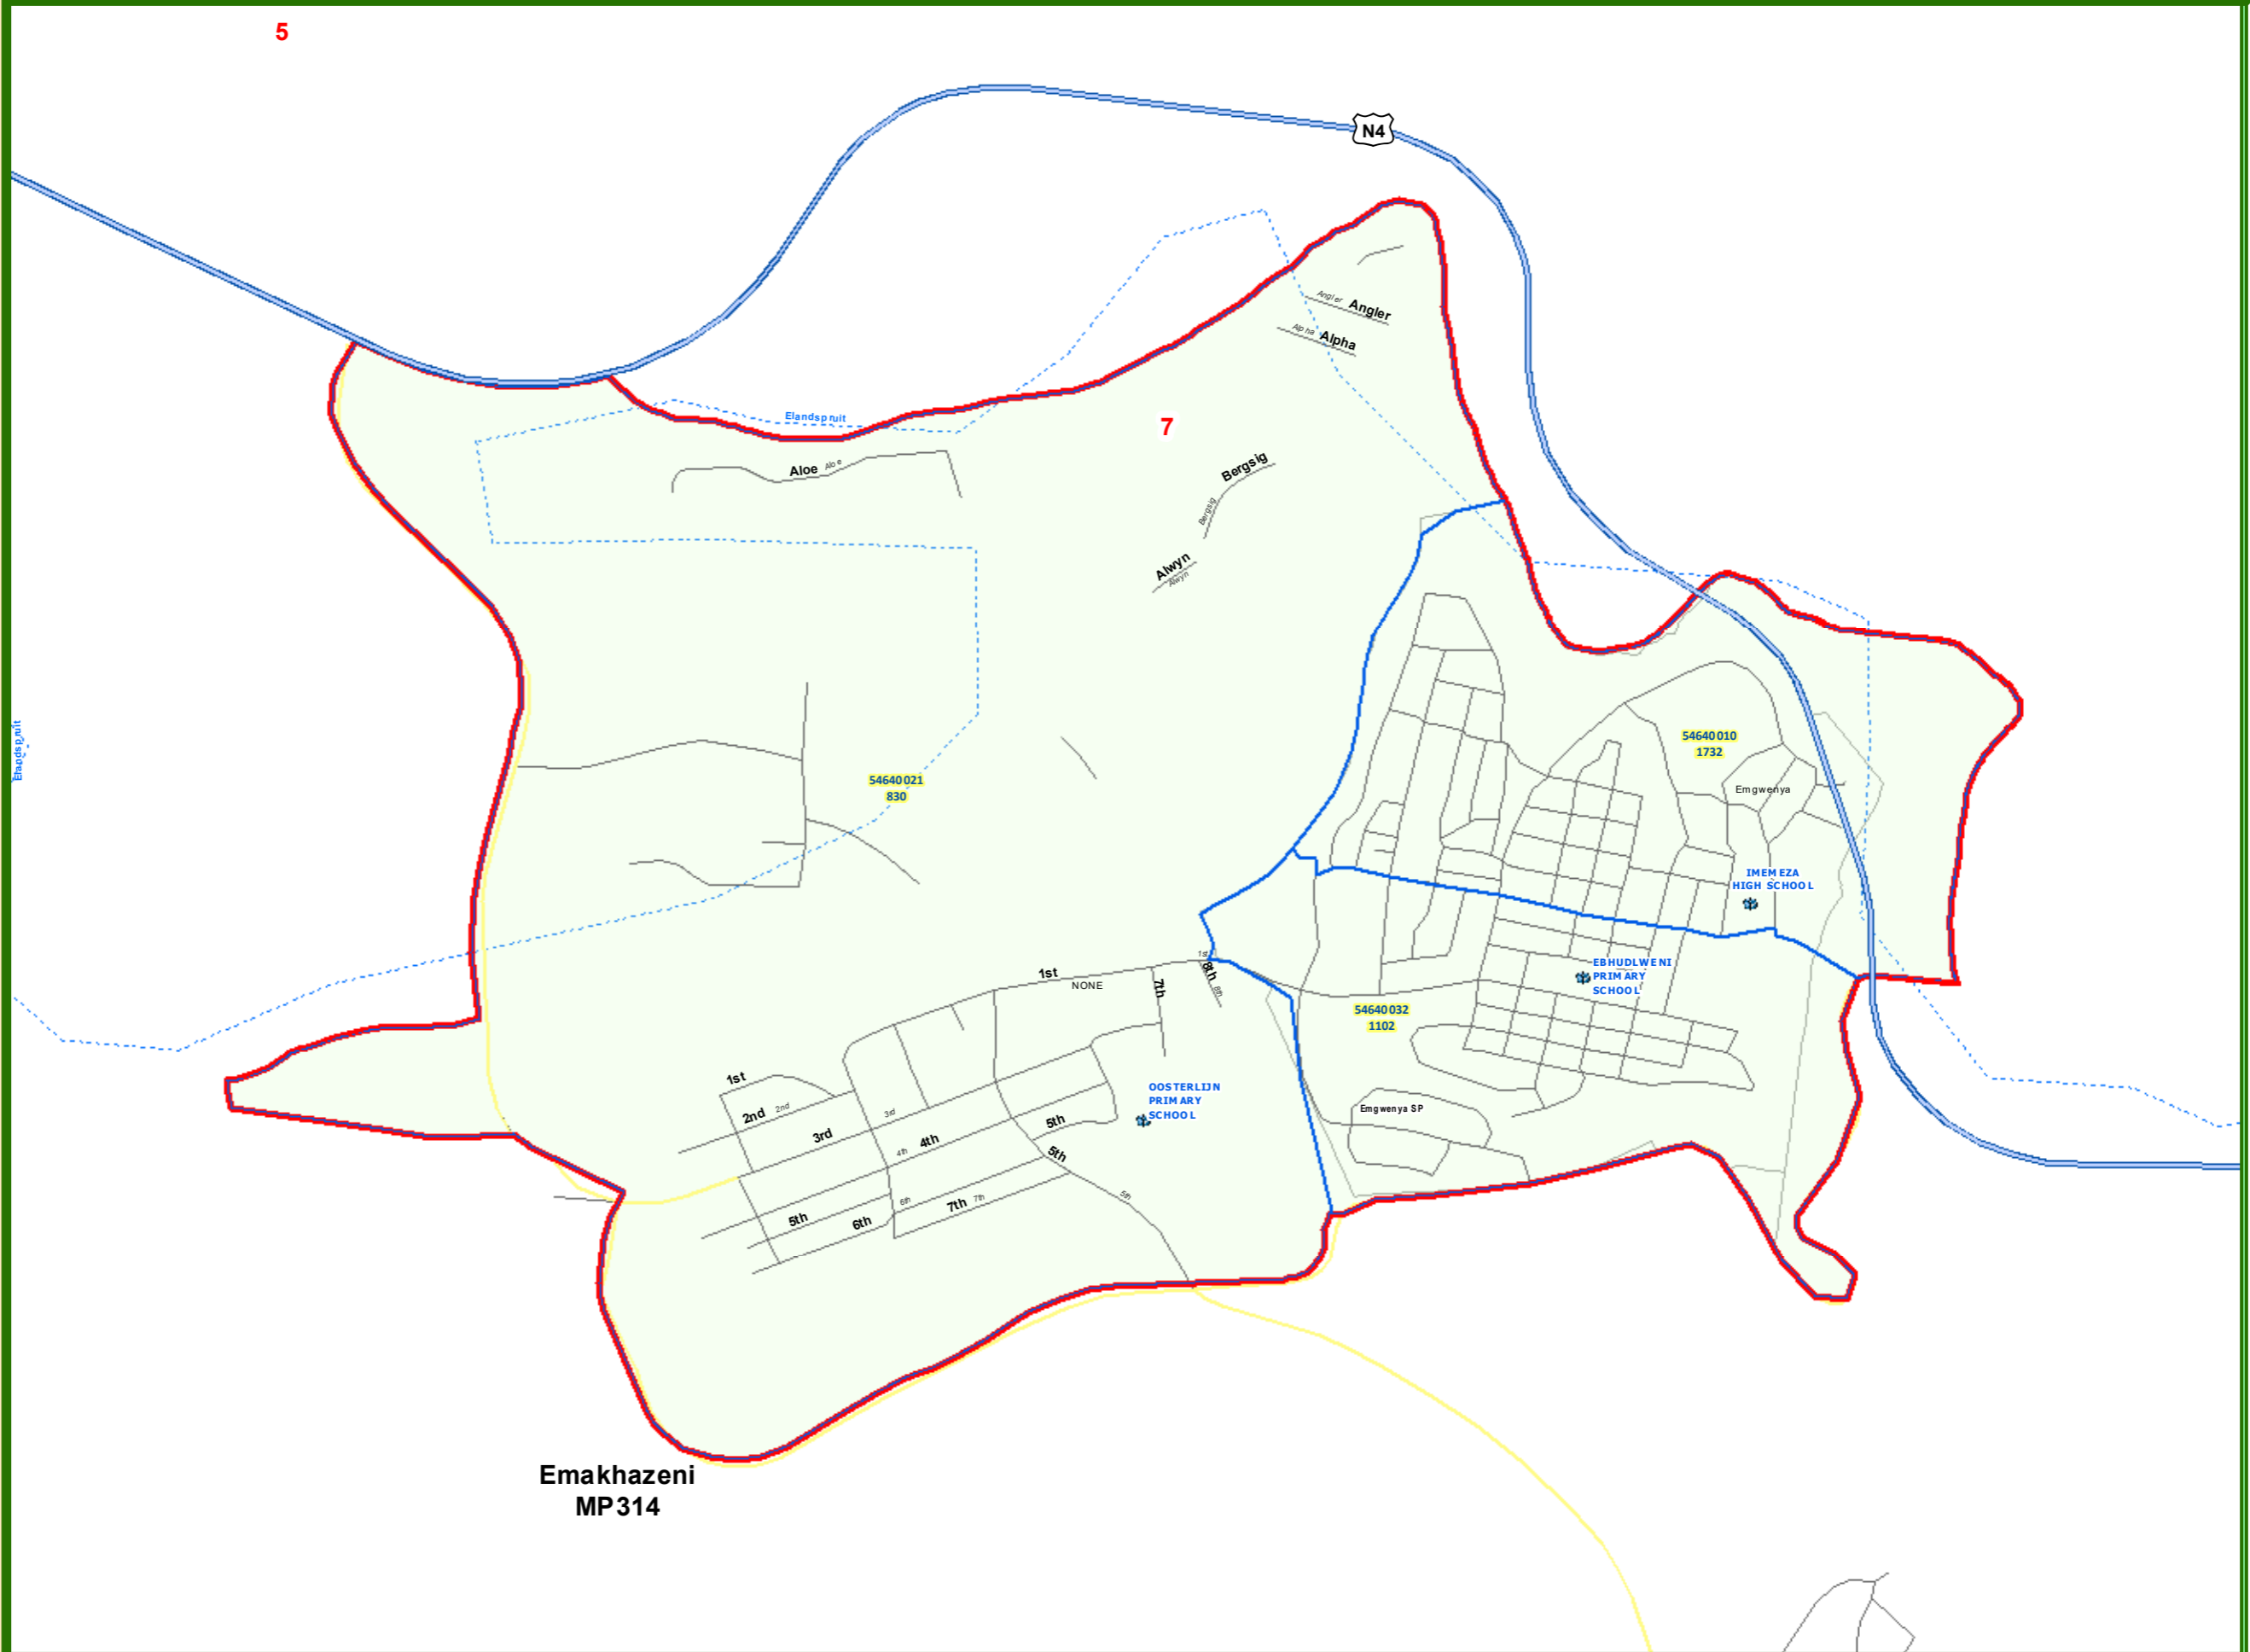 5
N4
Angler Angler
Alpha Alpha
Elandspruit
7
Aloe Aloe
Bergsig
Bergsig
Alwyn
Alwyn
Elandspruit
54640010
1732
54640021
830
Emgwenya
IMEMEZA
HIGH SCHOOL
1st
8th 8th
1st
NONE
7th
EBHUDLWENI
PRIMARY
SCHOOL
54640032
1102
1st
2nd 2nd
3rd
3rd
4th
4th
5th
5th
OOSTERLIJN
PRIMARY
SCHOOL
Emgwenya SP
5th
5th
6th
6th
7th 7th
Emakhazeni
MP314